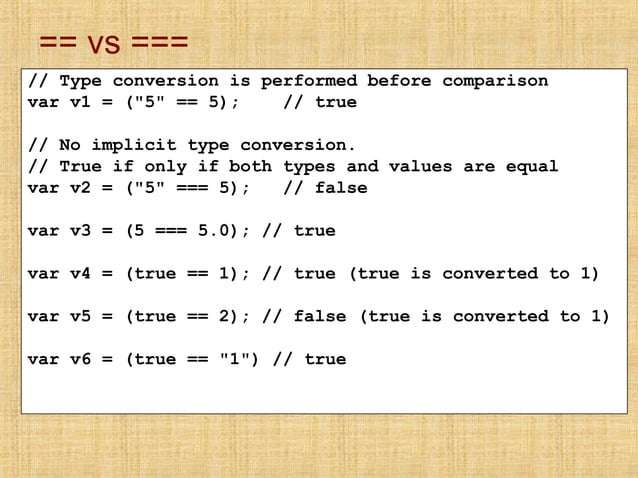 == vs ===
// Type conversion is performed before comparison
var v1 = ("5" == 5);    // true
// No implicit type conversion.
// True if only if both types and values are equal
var v2 = ("5" === 5);   // false
var v3 = (5 === 5.0); // true
var v4 = (true == 1); // true (true is converted to 1)
var v5 = (true == 2); // false (true is converted to 1)
var v6 = (true == "1") // true